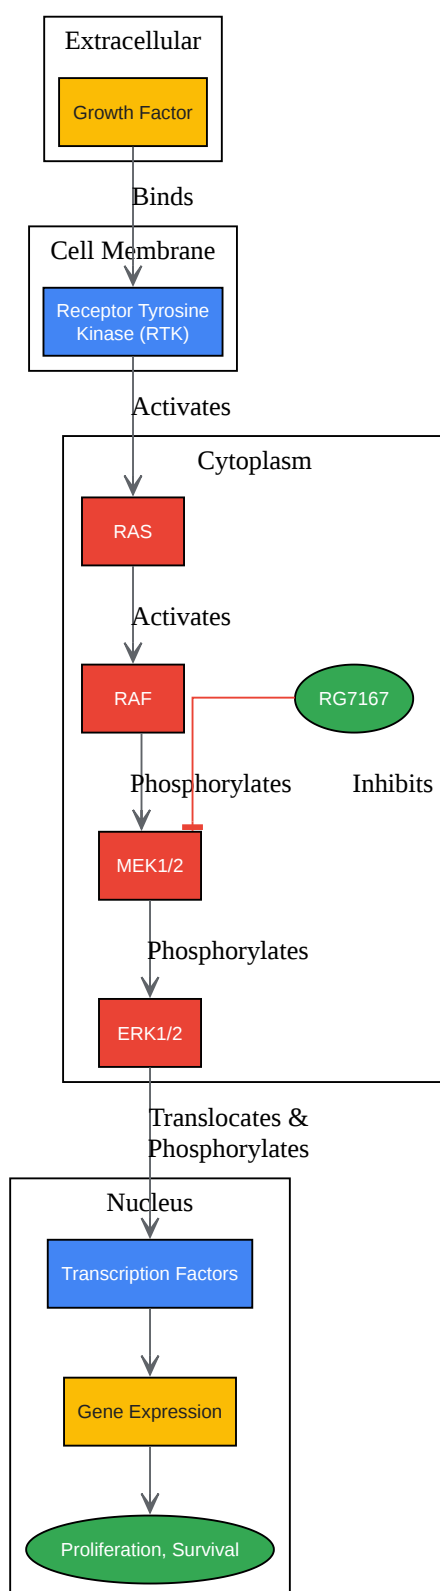 Extracellular
Growth Factor
Binds
Cell Membrane
Receptor Tyrosine
Kinase (RTK)
Activates
Cytoplasm
RAS
Activates
RAF
RG7167
Phosphorylates
Inhibits
MEK1/2
Phosphorylates
ERK1/2
Translocates &
Phosphorylates
Nucleus
Transcription Factors
Gene Expression
Proliferation, Survival